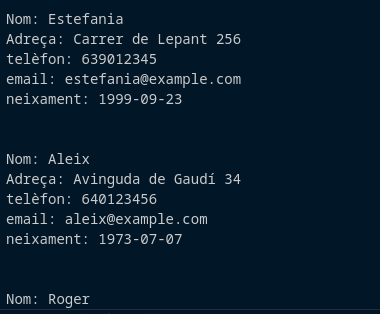 Nom: Estefania
Adreça: Carrer de Lepant 256
telèfon: 639012345
email: estefania@example.com
neixament: 1999-09-23
Nom: Aleix
Adreça: Avinguda de Gaudí 34
telèfon: 640123456
email: aleix@example.com
neixament: 1973-07-07
Nom: Roger